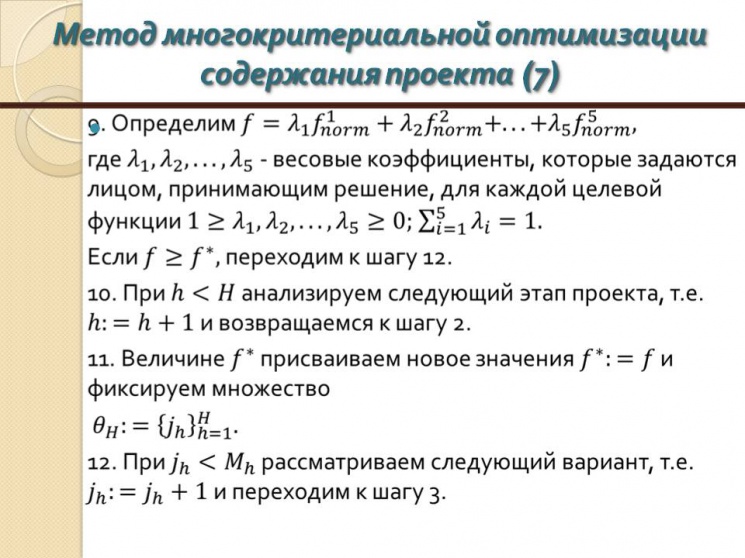 Метод многокритериальной оптимизации
содержания проекта (7)
9. Определим $f = \lambda_1 f^1_{norm} + \lambda_2 f^2_{norm} + \ldots + \lambda_5 f^5_{norm}$,
где $\lambda_1, \lambda_2, \ldots, \lambda_5$ - весовые коэффициенты, которые задаются
лицом, принимающим решение, для каждой целевой
функции $1 \geq \lambda_1, \lambda_2, \ldots, \lambda_5 \geq 0; \sum_{i=1}^{5} \lambda_i = 1.$
Если $f \geq f^*$, переходим к шагу 12.
10. При $h < H$ анализируем следующий этап проекта, т.е.
$h: = h + 1$ и возвращаемся к шагу 2.
11. Величине $f^*$ присваиваем новое значения $f^*: = f$ и
фиксируем множество
$\theta_H: = \{j_h\}_{h=1}^{H}.$
12. При $j_h < M_h$ рассматриваем следующий вариант, т.е.
$j_h: = j_h + 1$ и переходим к шагу 3.